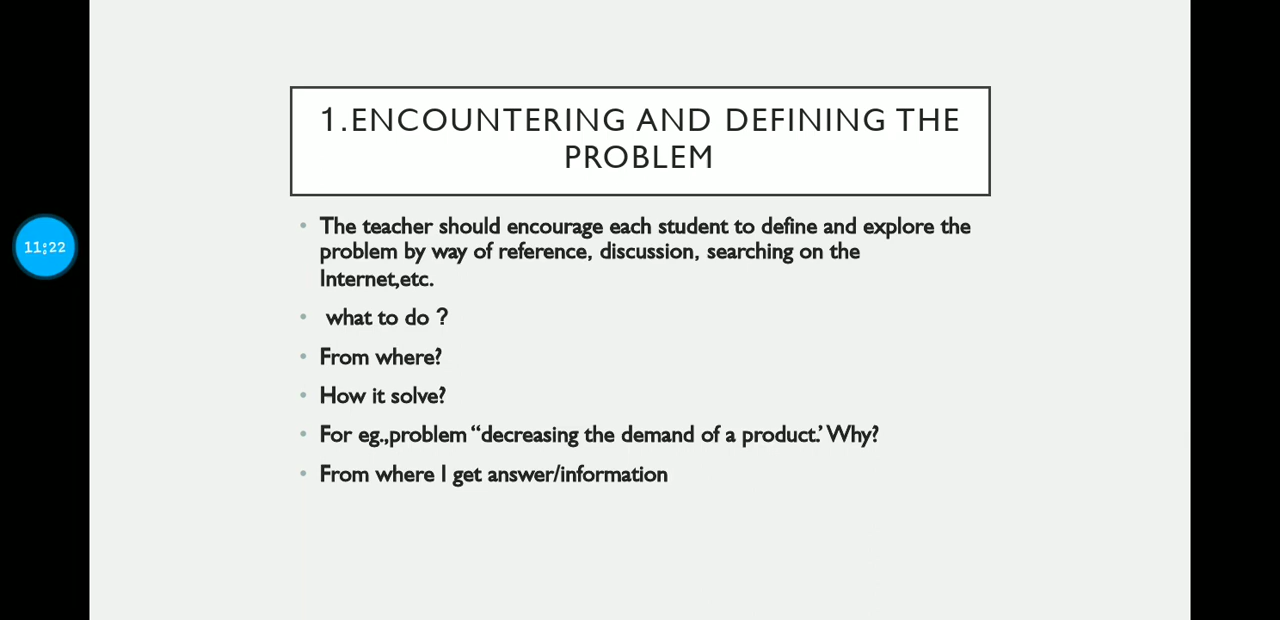 1.ENCOUNTERING AND DEFINING THE
PROBLEM
The teacher should encourage each student to define and explore the
problem by way of reference, discussion, searching on the
Internet,etc.
what to do ?
From where?
How it solve?
For eg.,problem “decreasing the demand of a product.’ Why?
From where I get answer/information
11:22